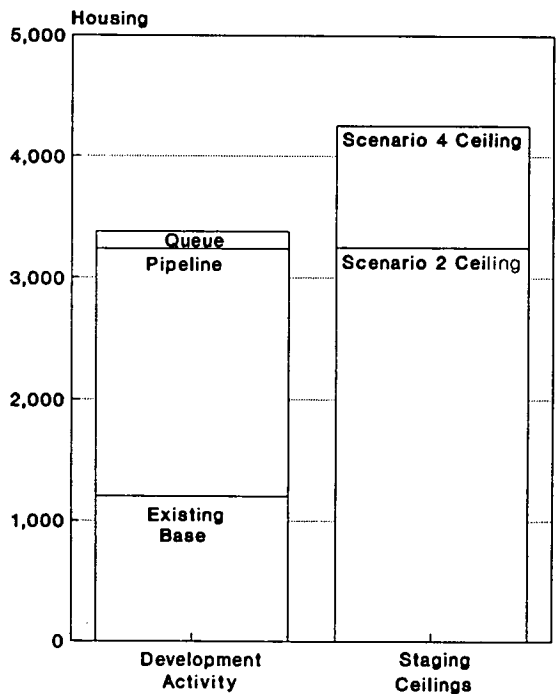 Housing
5,000
4,000
3,000
2,000
1,000
0
Queue
Pipeline
Existing
Base
Scenario 4 Ceiling
Scenario 2 Ceiling
Development
Activity
Staging
Ceilings